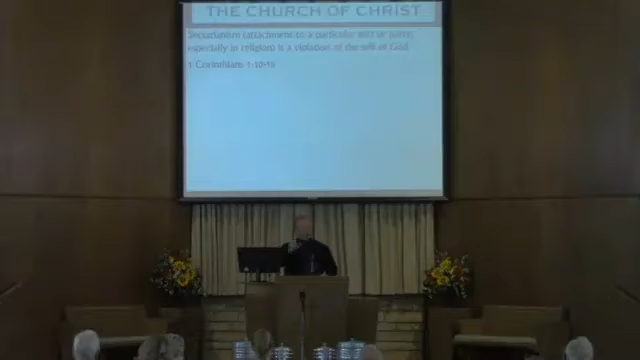 THE CHURCH OF CHRIST
Sectarianism (attachment to a particular sect or party,
especially in religion) is a violation of the will of God.
1 Corinthians 1:10-13